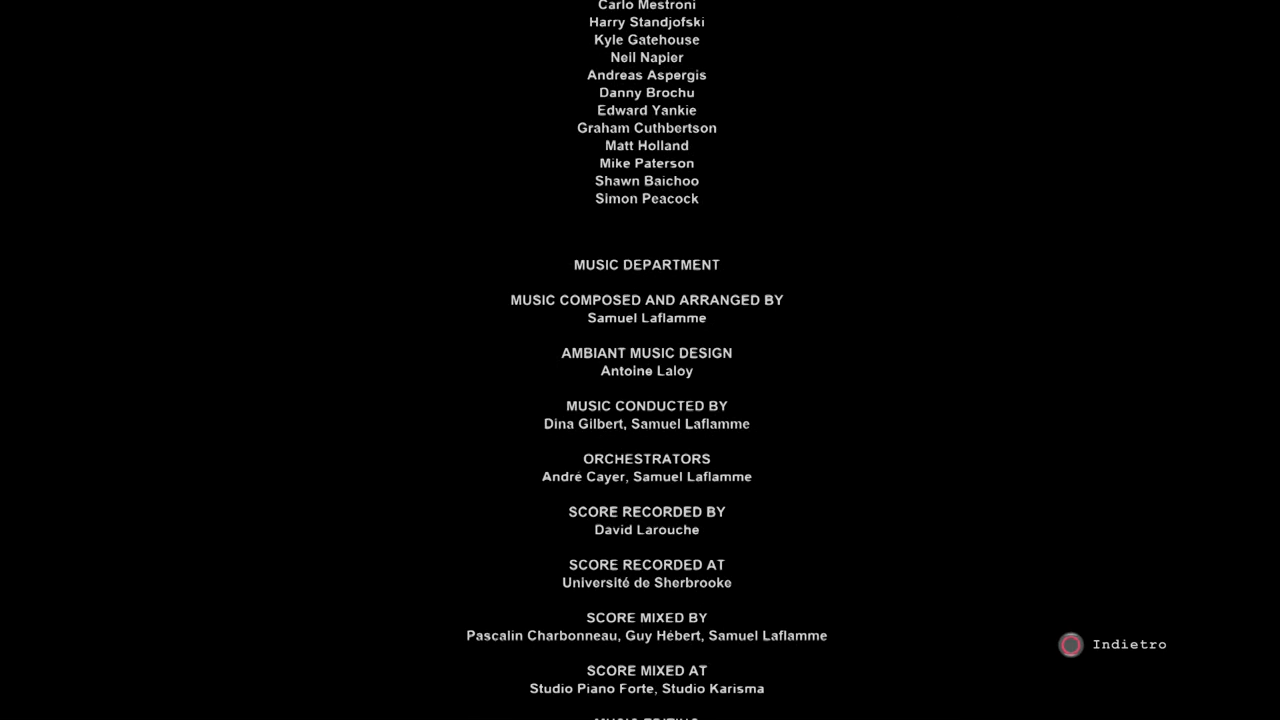 Carlo Mestroni
Harry Standjofski
Kyle Gatehouse
Neil Napier
Andreas Aspergis
Danny Brochu
Edward Yankie
Graham Cuthbertson
Matt Holland
Mike Paterson
Shawn Baichoo
Simon Peacock
MUSIC DEPARTMENT
MUSIC COMPOSED AND ARRANGED BY
Samuel Laflamme
AMBIANT MUSIC DESIGN
Antoine Laloy
MUSIC CONDUCTED BY
Dina Gilbert, Samuel Laflamme
ORCHESTRATORS
André Cayer, Samuel Laflamme
SCORE RECORDED BY
David Larouche
SCORE RECORDED AT
Université de Sherbrooke
SCORE MIXED BY
Pascalin Charbonneau, Guy Hébert, Samuel Laflamme
Indietro
SCORE MIXED AT
Studio Piano Forte, Studio Karisma
MUSIC EDITING